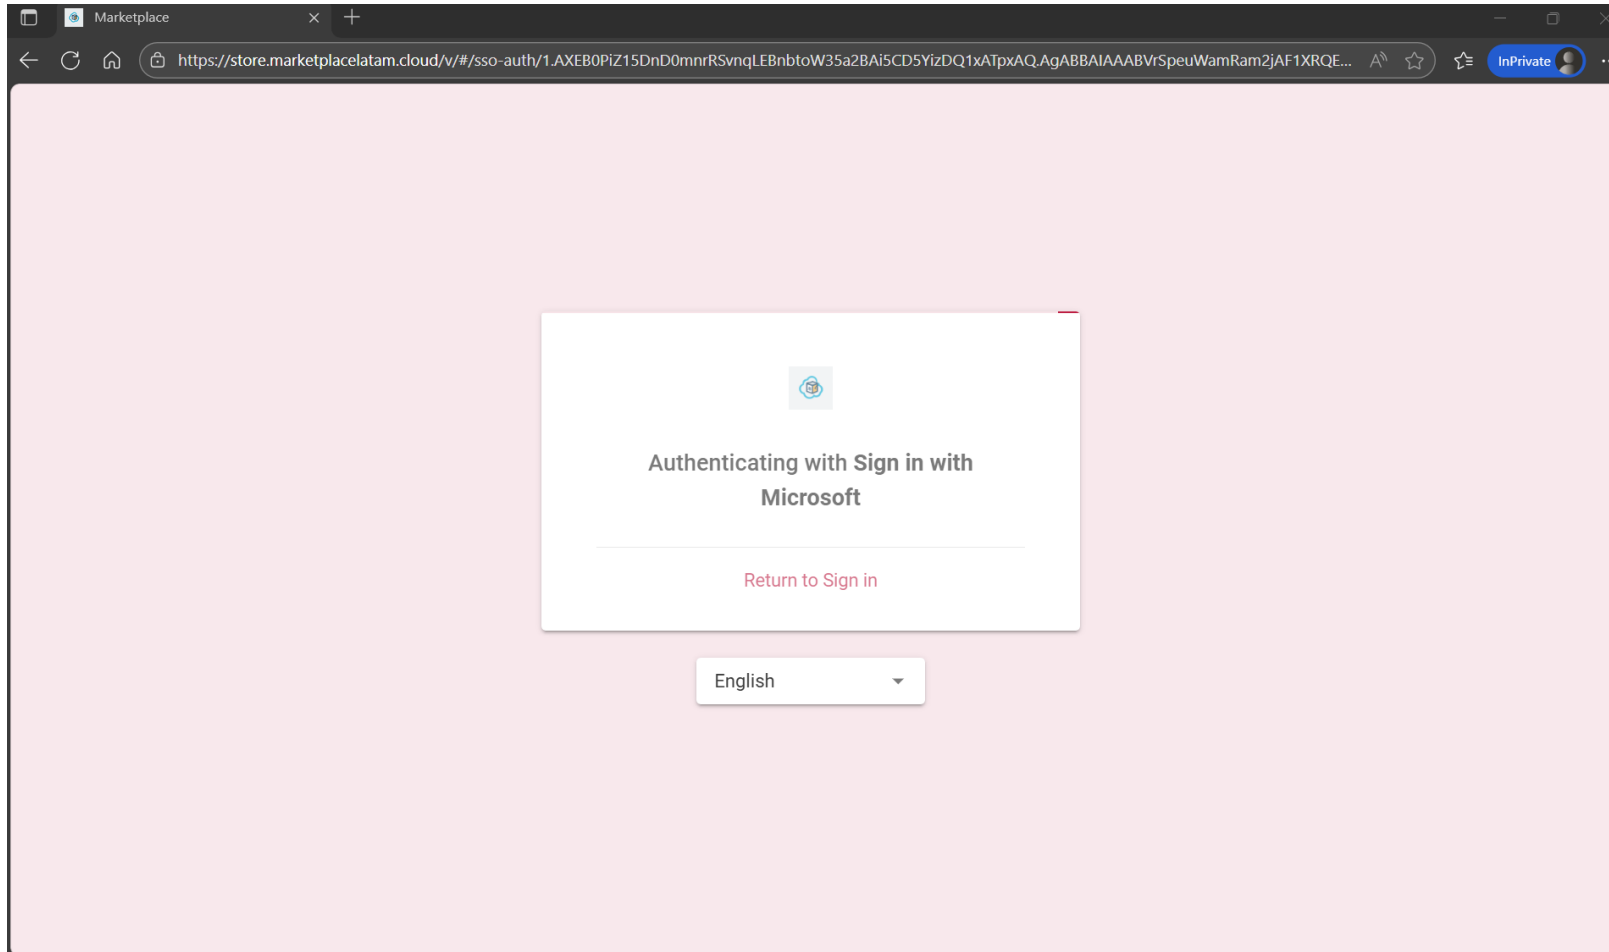 Marketplace
https://store.marketplacelatam.cloud/v/#/sso-auth/1.AXEB0PiZ15DnD0mnrRSvnqLEBnbtoW35a2BAi5CD5YizDQ1xATpxAQ.AgABBAIAAABVrSpeuWamRam2jAF1XRQE...
InPrivate
Authenticating with Sign in with
Microsoft
Return to Sign in
English